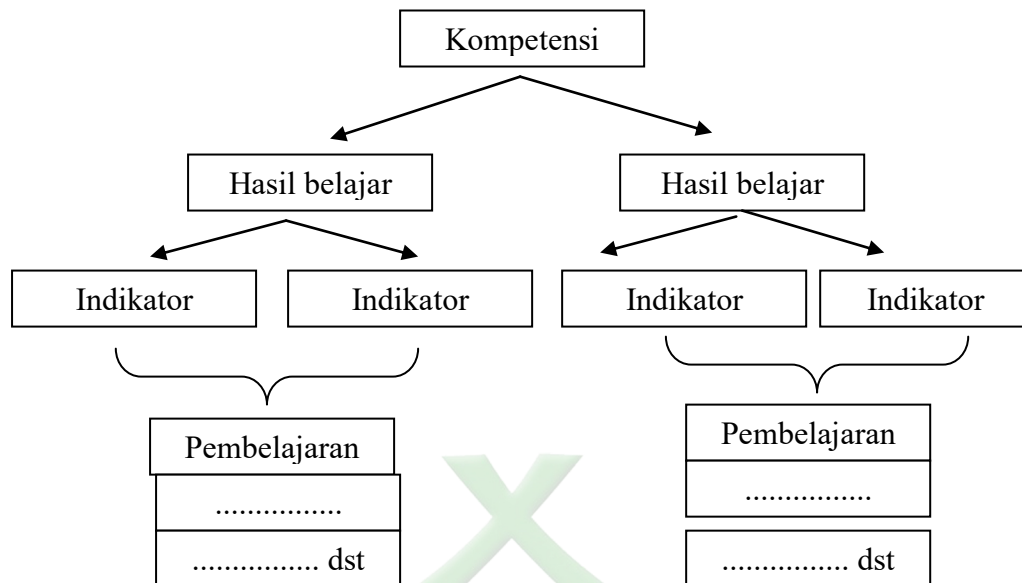 Kompetensi
Hasil belajar Hasil belajar
Indikator Indikator Indikator Indikator
Pembelajaran Pembelajaran
................ ................
................ dst ................ dst